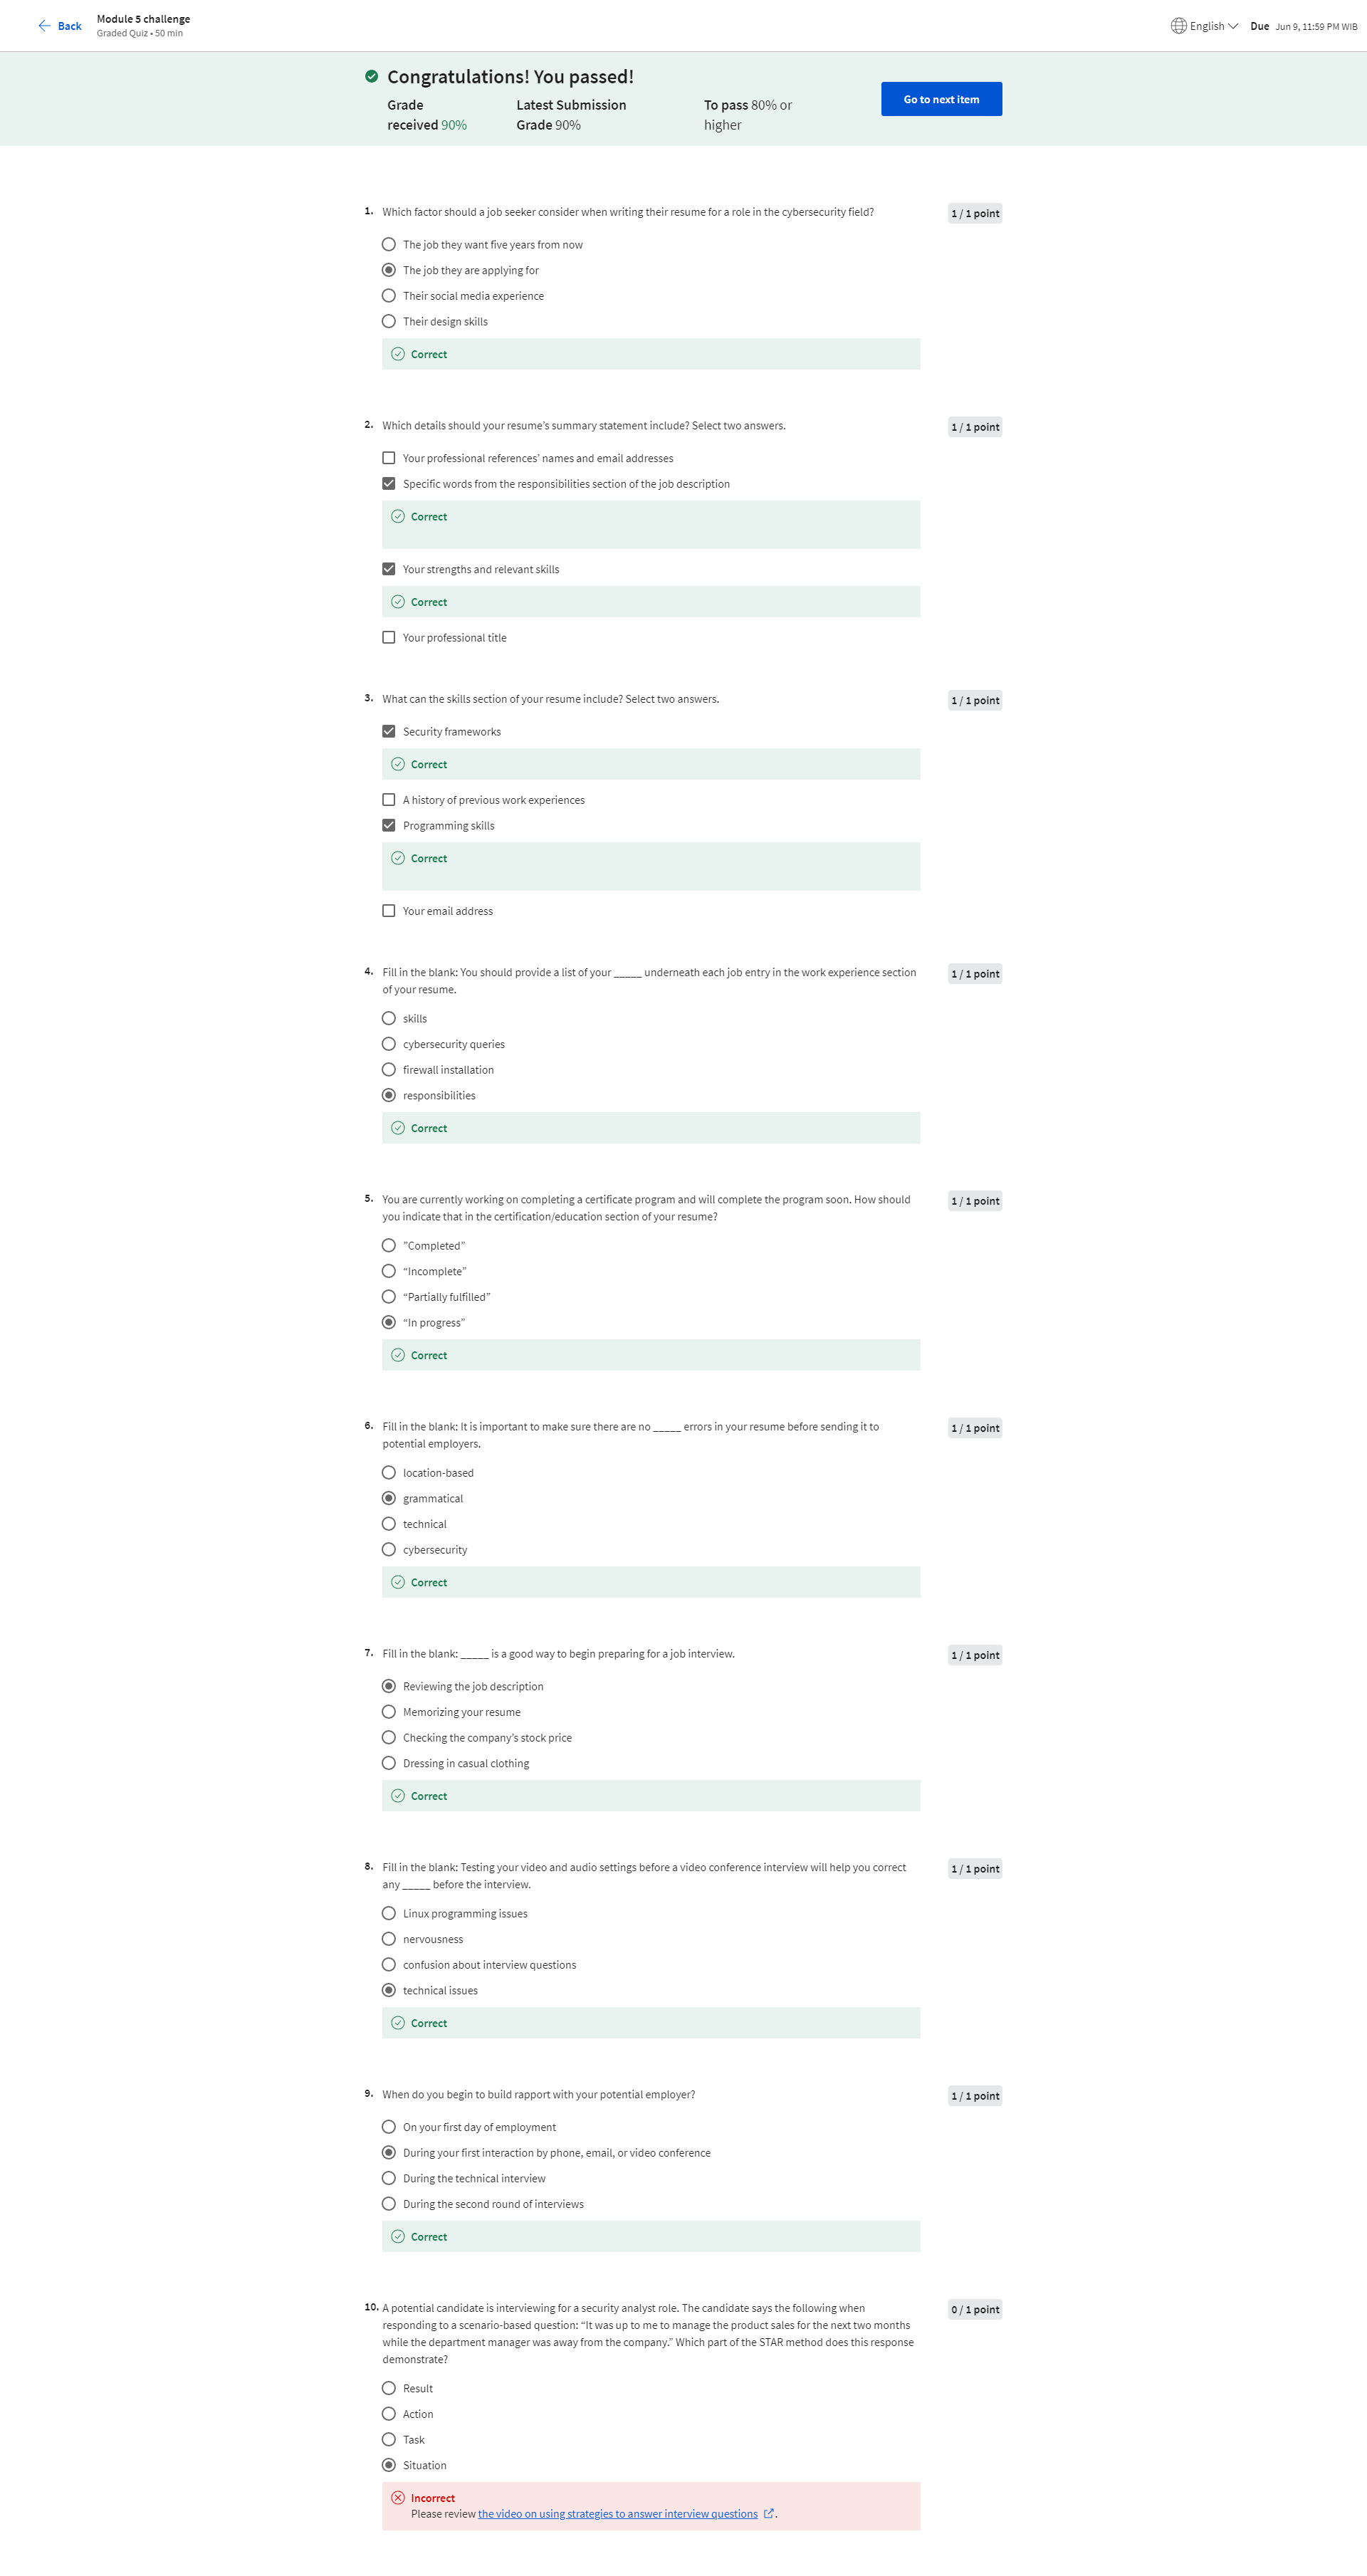 Back
Module 5 challenge
Graded Quiz • 50 min
English
Due Jun 9, 11:59 PM WIB
Congratulations! You passed!
Grade
received 90%
Latest Submission
Grade 90%
To pass 80% or
higher
Go to next item
1. Which factor should a job seeker consider when writing their resume for a role in the cybersecurity field?
1 / 1 point
The job they want five years from now
The job they are applying for
Their social media experience
Their design skills
Correct
2. Which details should your resume’s summary statement include? Select two answers.
1 / 1 point
Your professional references’ names and email addresses
Specific words from the responsibilities section of the job description
Correct
Your strengths and relevant skills
Correct
Your professional title
3. What can the skills section of your resume include? Select two answers.
1 / 1 point
Security frameworks
Correct
A history of previous work experiences
Programming skills
Correct
Your email address
4. Fill in the blank: You should provide a list of your _____ underneath each job entry in the work experience section
of your resume.
1 / 1 point
skills
cybersecurity queries
firewall installation
responsibilities
Correct
5. You are currently working on completing a certificate program and will complete the program soon. How should
you indicate that in the certification/education section of your resume?
1 / 1 point
”Completed”
“Incomplete”
“Partially fulfilled”
“In progress”
Correct
6. Fill in the blank: It is important to make sure there are no _____ errors in your resume before sending it to
potential employers.
1 / 1 point
location-based
grammatical
technical
cybersecurity
Correct
7. Fill in the blank: _____ is a good way to begin preparing for a job interview.
1 / 1 point
Reviewing the job description
Memorizing your resume
Checking the company’s stock price
Dressing in casual clothing
Correct
8. Fill in the blank: Testing your video and audio settings before a video conference interview will help you correct
any _____ before the interview.
1 / 1 point
Linux programming issues
nervousness
confusion about interview questions
technical issues
Correct
9. When do you begin to build rapport with your potential employer?
1 / 1 point
On your first day of employment
During your first interaction by phone, email, or video conference
During the technical interview
During the second round of interviews
Correct
10. A potential candidate is interviewing for a security analyst role. The candidate says the following when
responding to a scenario-based question: “It was up to me to manage the product sales for the next two months
while the department manager was away from the company.” Which part of the STAR method does this response
demonstrate?
0 / 1 point
Result
Action
Task
Situation
Incorrect
Please review the video on using strategies to answer interview questions .